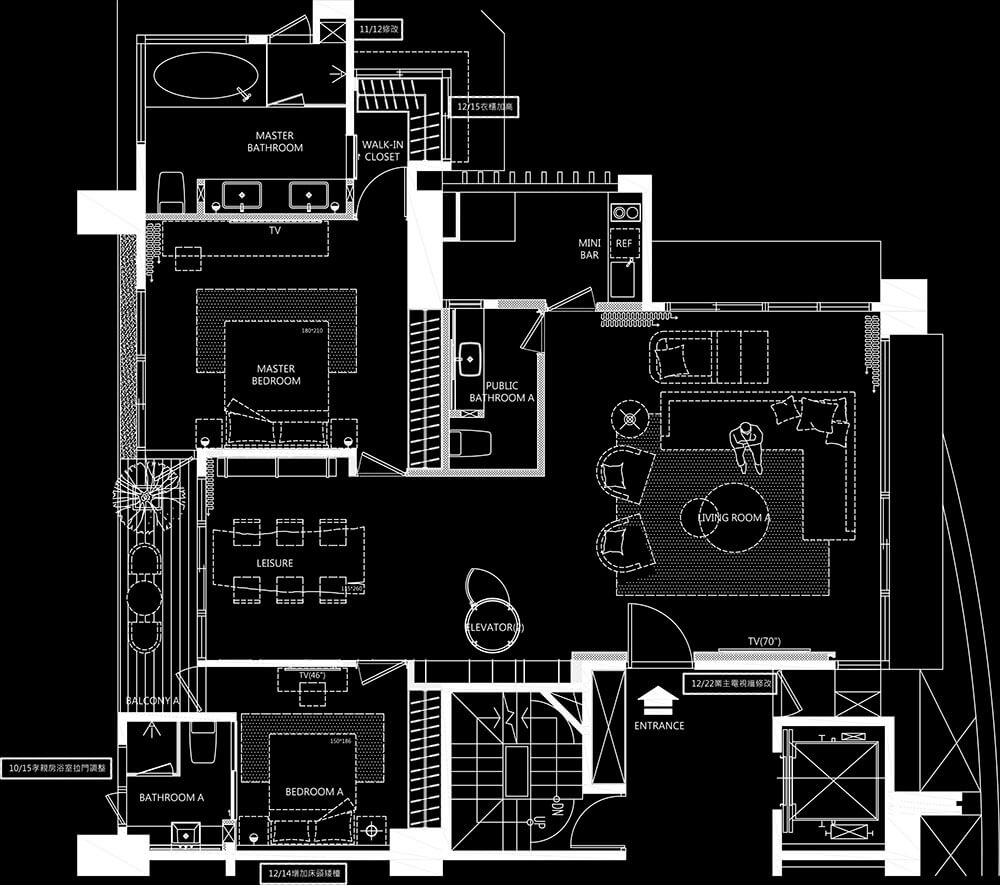 11/12修改
12/15衣櫃加高
MASTER
BATHROOM
WALK-IN
CLOSET
TV
MINI
BAR
REF
180*210
MASTER
BEDROOM
PUBLIC
BATHROOM A
LIVING ROOM A
LEISURE
115*260
ELEVATOR(2)
TV(70")
TV(46")
12/22業主電視牆修改
BALCONY A
ENTRANCE
150*186
10/15孝親房浴室拉門調整
BATHROOM A
BEDROOM A
DN
UP
12/14增加床頭矮櫃